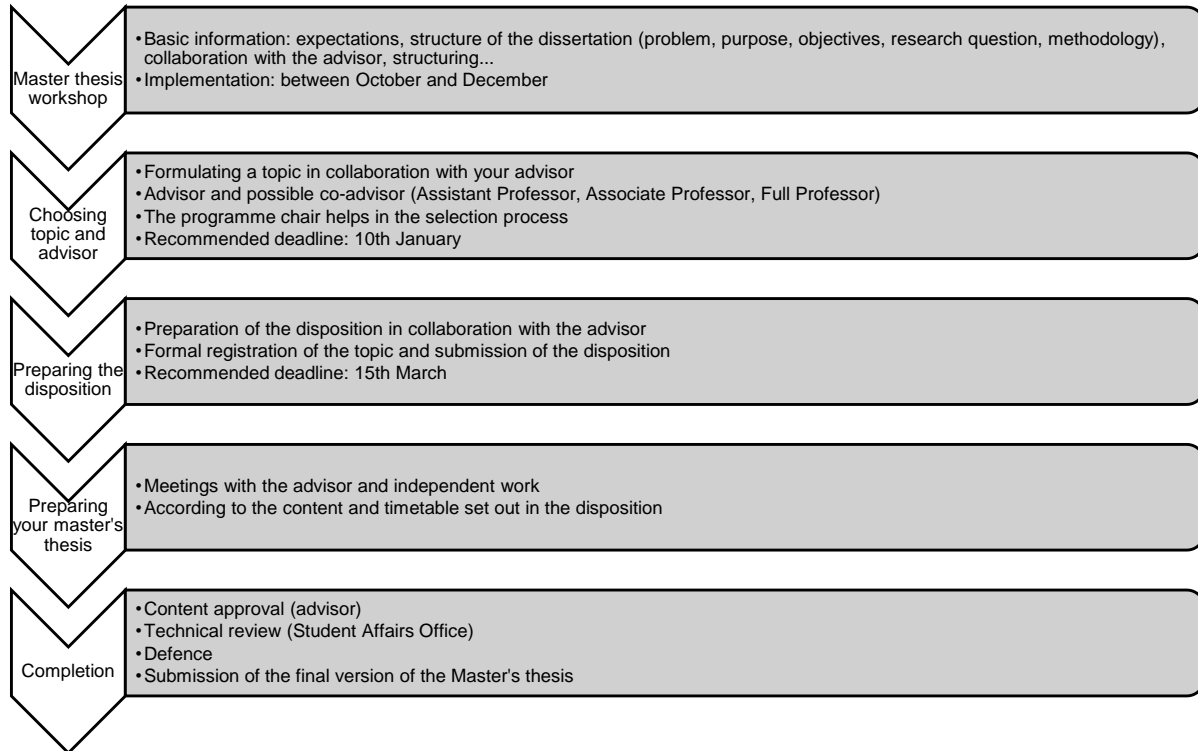 Master thesis
workshop
•Basic information: expectations, structure of the dissertation (problem, purpose, objectives, research question, methodology),
collaboration with the advisor, structuring...
•Implementation: between October and December
Choosing
topic and
advisor
•Formulating a topic in collaboration with your advisor
•Advisor and possible co-advisor (Assistant Professor, Associate Professor, Full Professor)
•The programme chair helps in the selection process
•Recommended deadline: 10th January
Preparing the
disposition
•Preparation of the disposition in collaboration with the advisor
•Formal registration of the topic and submission of the disposition
•Recommended deadline: 15th March
Preparing
your master's
thesis
•Meetings with the advisor and independent work
•According to the content and timetable set out in the disposition
Completion
•Content approval (advisor)
•Technical review (Student Affairs Office)
•Defence
•Submission of the final version of the Master's thesis